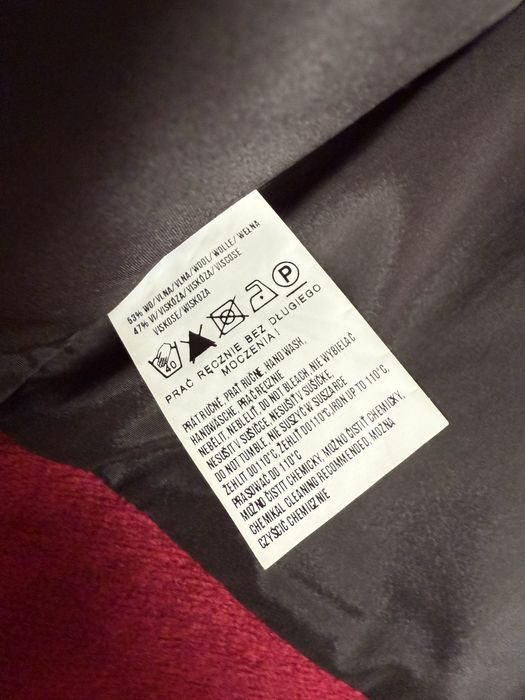 53% WO/VLNA/VLNA/WOOL/WOLLE/WEŁNA
47% VI/VISKÓZA/VISKÓZA/VISCOSE
VISKOSE/WISKOZA
40
P
PRAĆ RĘCZNIE BEZ DŁUGIEGO
MOCZENIA!
PRÁT RUČNĚ, PRAŤ RUČNE, HAND WASH,
HANDWÄSCHE, PRAĆ RĘCZNIE
NEBĚLIT, NEBIELIŤ, DO NOT BLEACH, NIE WYBIELAĆ
NESUŠIT V SUŠIČCE, NESUŠIŤ V SUŠIČKE,
DO NOT TUMBLE, NIE SUSZYĆ W SUSZARCE
ŽEHLIT DO 110°C, ŽEHLIŤ DO 110°C, IRON UP TO 110°C,
PRASOWAĆ DO 110°C
MOŽNO ČISTIT CHEMICKY, MOŽNO ČISTIŤ CHEMICKY,
CHEMIKAL CLEANING RECOMMENDED, MOŻNA
CZYŚCIĆ CHEMICZNIE